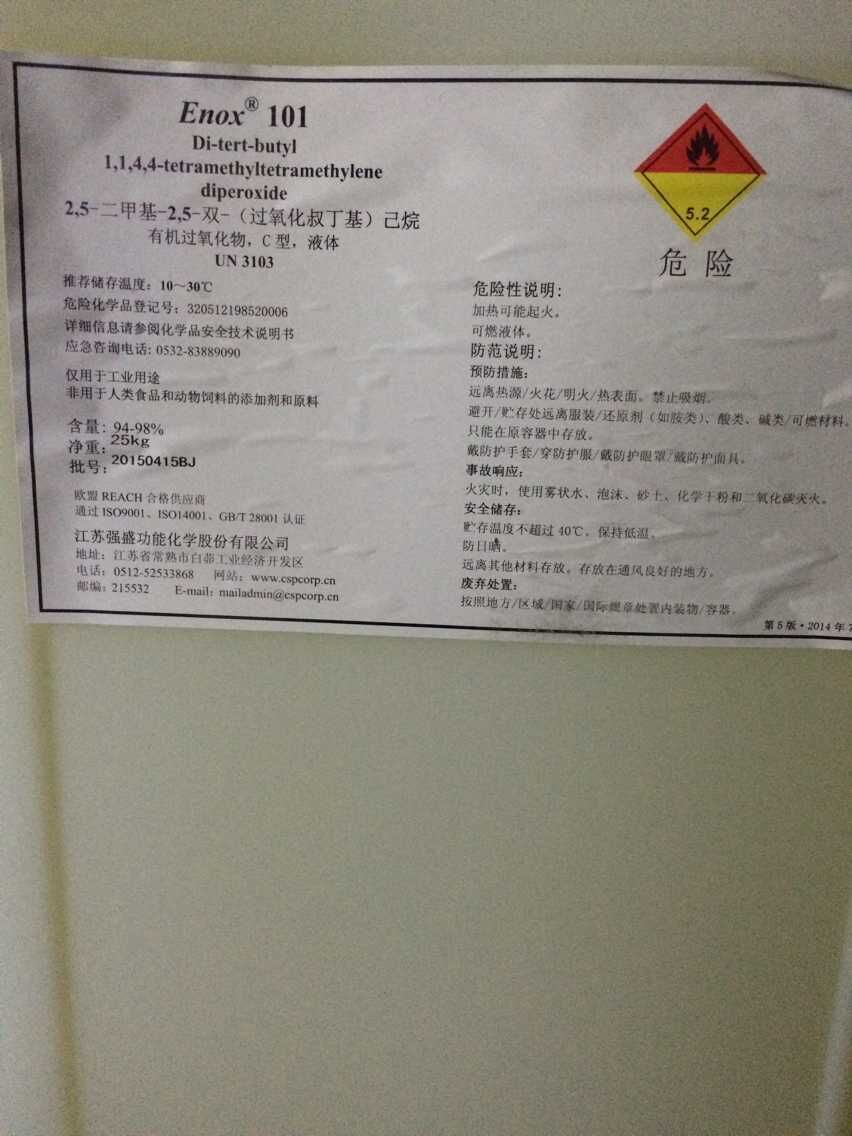 Enox® 101
Di-tert-butyl
1,1,4,4-tetramethyltetramethylene
diperoxide
2,5-二甲基-2,5-双-（过氧化叔丁基）己烷
有机过氧化物，C 型，液体
UN 3103
推荐储存温度：10～30℃
危险化学品登记号：320512198520006
详细信息请参阅化学品安全技术说明书
应急咨询电话: 0532-83889090
仅用于工业用途
非用于人类食品和动物饲料的添加剂和原料
含量: 94-98%
净重: 25kg
批号: 20150415BJ
欧盟 REACH 合格供应商
通过 ISO9001、ISO14001、GB/T 28001 认证
江苏强盛功能化学股份有限公司
地址：江苏省常熟市白茆工业经济开发区
电话：0512-52533868 网站：www.cspcorp.cn
邮编：215532 E-mail：mailadmin@cspcorp.cn
5.2
危 险
危险性说明：
加热可能起火。
可燃液体。
防范说明：
预防措施：
远离热源/火花/明火/热表面。禁止吸烟。
避开/贮存处远离服装/还原剂（如胺类）、酸类、碱类/可燃材料。
只能在原容器中存放。
戴防护手套/穿防护服/戴防护眼罩/戴防护面具。
事故响应：
火灾时，使用雾状水、泡沫、砂土、化学干粉和二氧化碳灭火。
安全储存：
贮存温度不超过 40℃。保持低温。
防日晒。
远离其他材料存放。存放在通风良好的地方。
废弃处置：
按照地方/区域/国家/国际规章处置内装物/容器。
第 5 版・2014 年